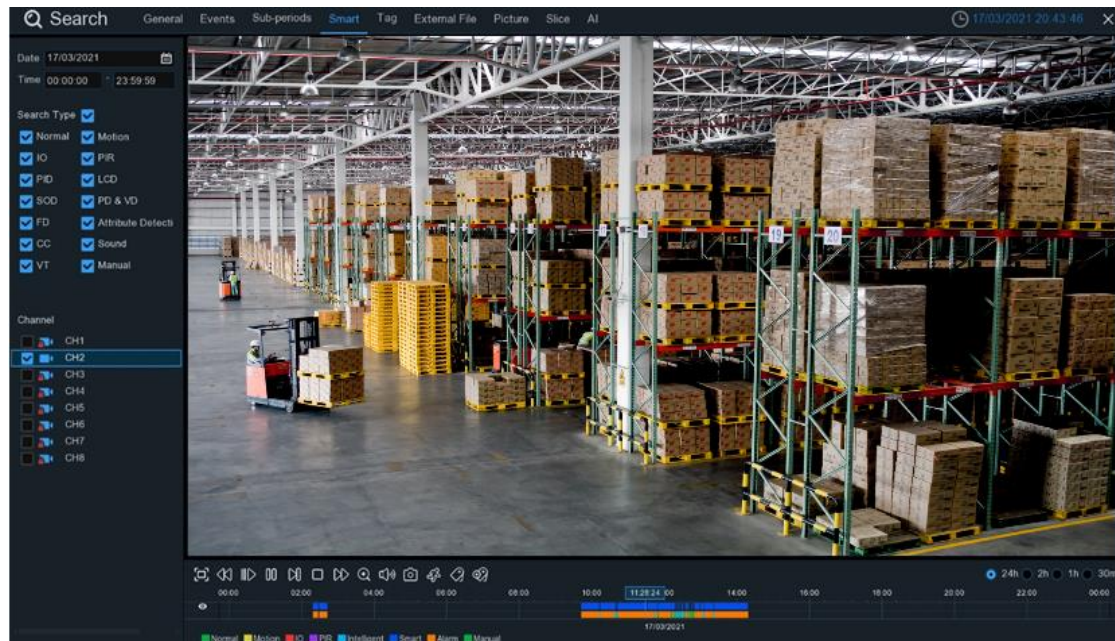 Search General Events Sub-periods Smart Tag External File Picture Slice AI 17/03/2021 20:43:46
Date 17/03/2021
Time 00:00:00 - 23:59:59
Search Type
Normal Motion
IO PIR
PID LCD
SOD PD & VD
FD Attribute Detecti
CC Sound
VT Manual
Channel
CH1
CH2
CH3
CH4
CH5
CH6
CH7
CH8
19 20
24h 2h 1h 30m
00:00 02:00 04:00 06:00 08:00 10:00 11:28:24 00 14:00 16:00 18:00 20:00 22:00 00:00
17/03/2021
Normal Motion IO PIR Intelligent Smart Alarm Manual